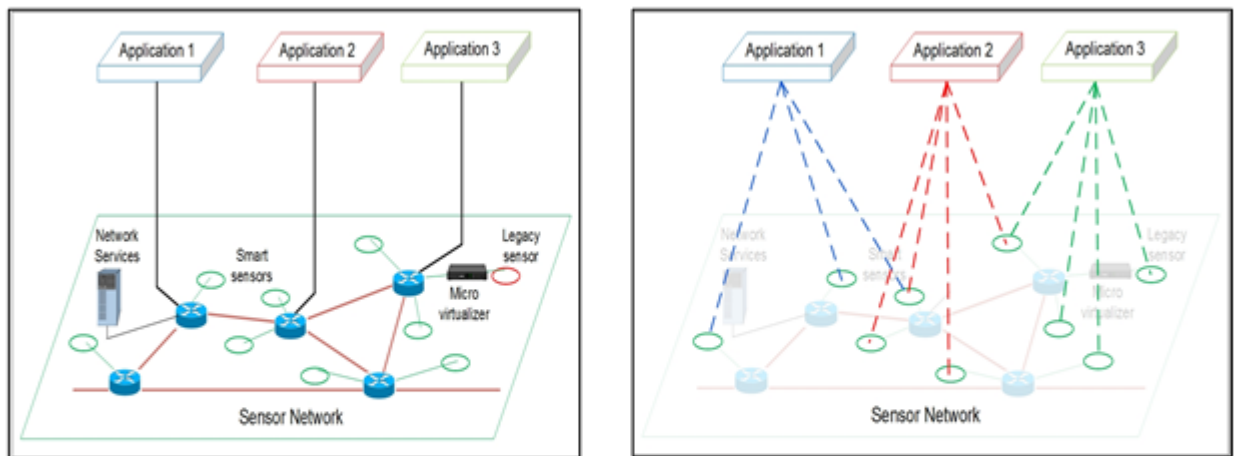 Application 1
Application 2
Application 3
Network
Services
Smart
sensors
Legacy
sensor
Micro
virtualizer
Sensor Network
Application 1
Application 2
Application 3
Network
Services
Smart
sensors
Legacy
sensor
Micro
virtualizer
Sensor Network